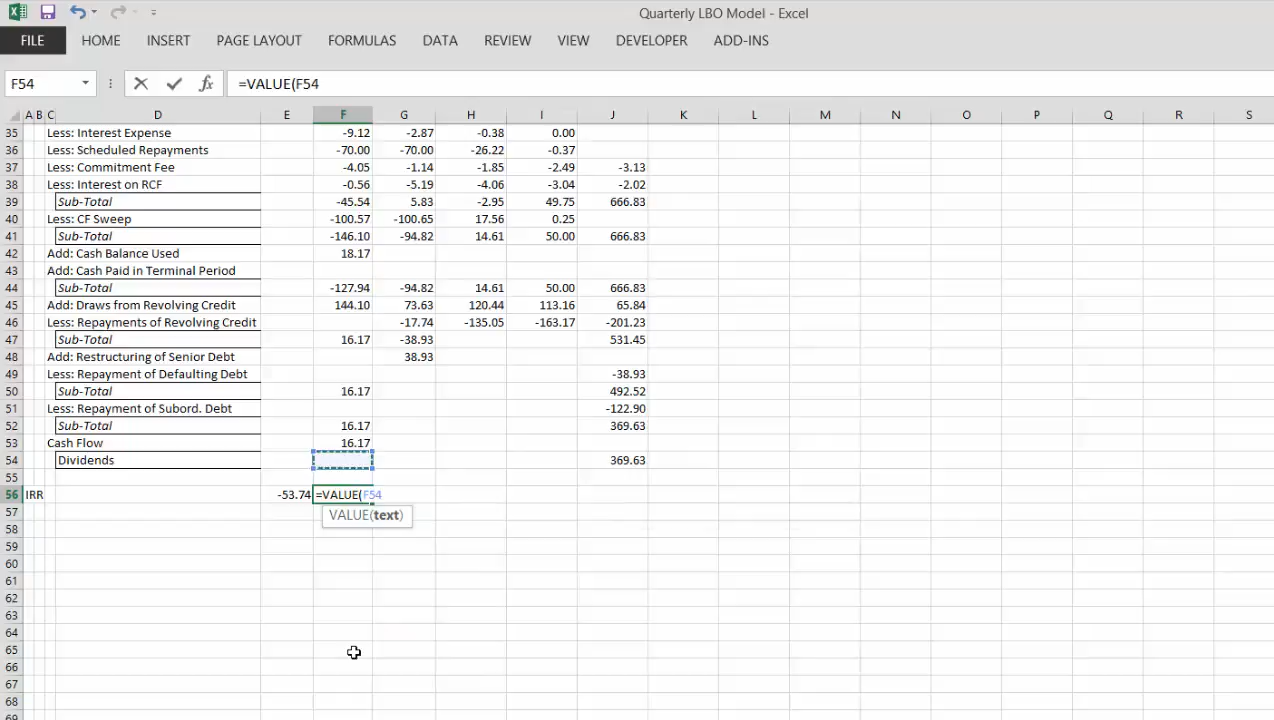 Quarterly LBO Model - Excel
FILE HOME INSERT PAGE LAYOUT FORMULAS DATA REVIEW VIEW DEVELOPER ADD-INS
F54 fx =VALUE(F54
A B C D E F G H I J K L M N O P Q R S
35 Less: Interest Expense -9.12 -2.87 -0.38 0.00
36 Less: Scheduled Repayments -70.00 -70.00 -26.22 -0.37
37 Less: Commitment Fee -4.05 -1.14 -1.85 -2.49 -3.13
38 Less: Interest on RCF -0.56 -5.19 -4.06 -3.04 -2.02
39 Sub-Total -45.54 5.83 -2.95 49.75 666.83
40 Less: CF Sweep -100.57 -100.65 17.56 0.25
41 Sub-Total -146.10 -94.82 14.61 50.00 666.83
42 Add: Cash Balance Used 18.17
43 Add: Cash Paid in Terminal Period
44 Sub-Total -127.94 -94.82 14.61 50.00 666.83
45 Add: Draws from Revolving Credit 144.10 73.63 120.44 113.16 65.84
46 Less: Repayments of Revolving Credit -17.74 -135.05 -163.17 -201.23
47 Sub-Total 16.17 -38.93 531.45
48 Add: Restructuring of Senior Debt 38.93
49 Less: Repayment of Defaulting Debt -38.93
50 Sub-Total 16.17 492.52
51 Less: Repayment of Subord. Debt -122.90
52 Sub-Total 16.17 369.63
53 Cash Flow 16.17
54 Dividends 369.63
55
56 IRR -53.74 =VALUE(F54
57 VALUE(text)
58
59
60
61
62
63
64
65
66
67
68
69